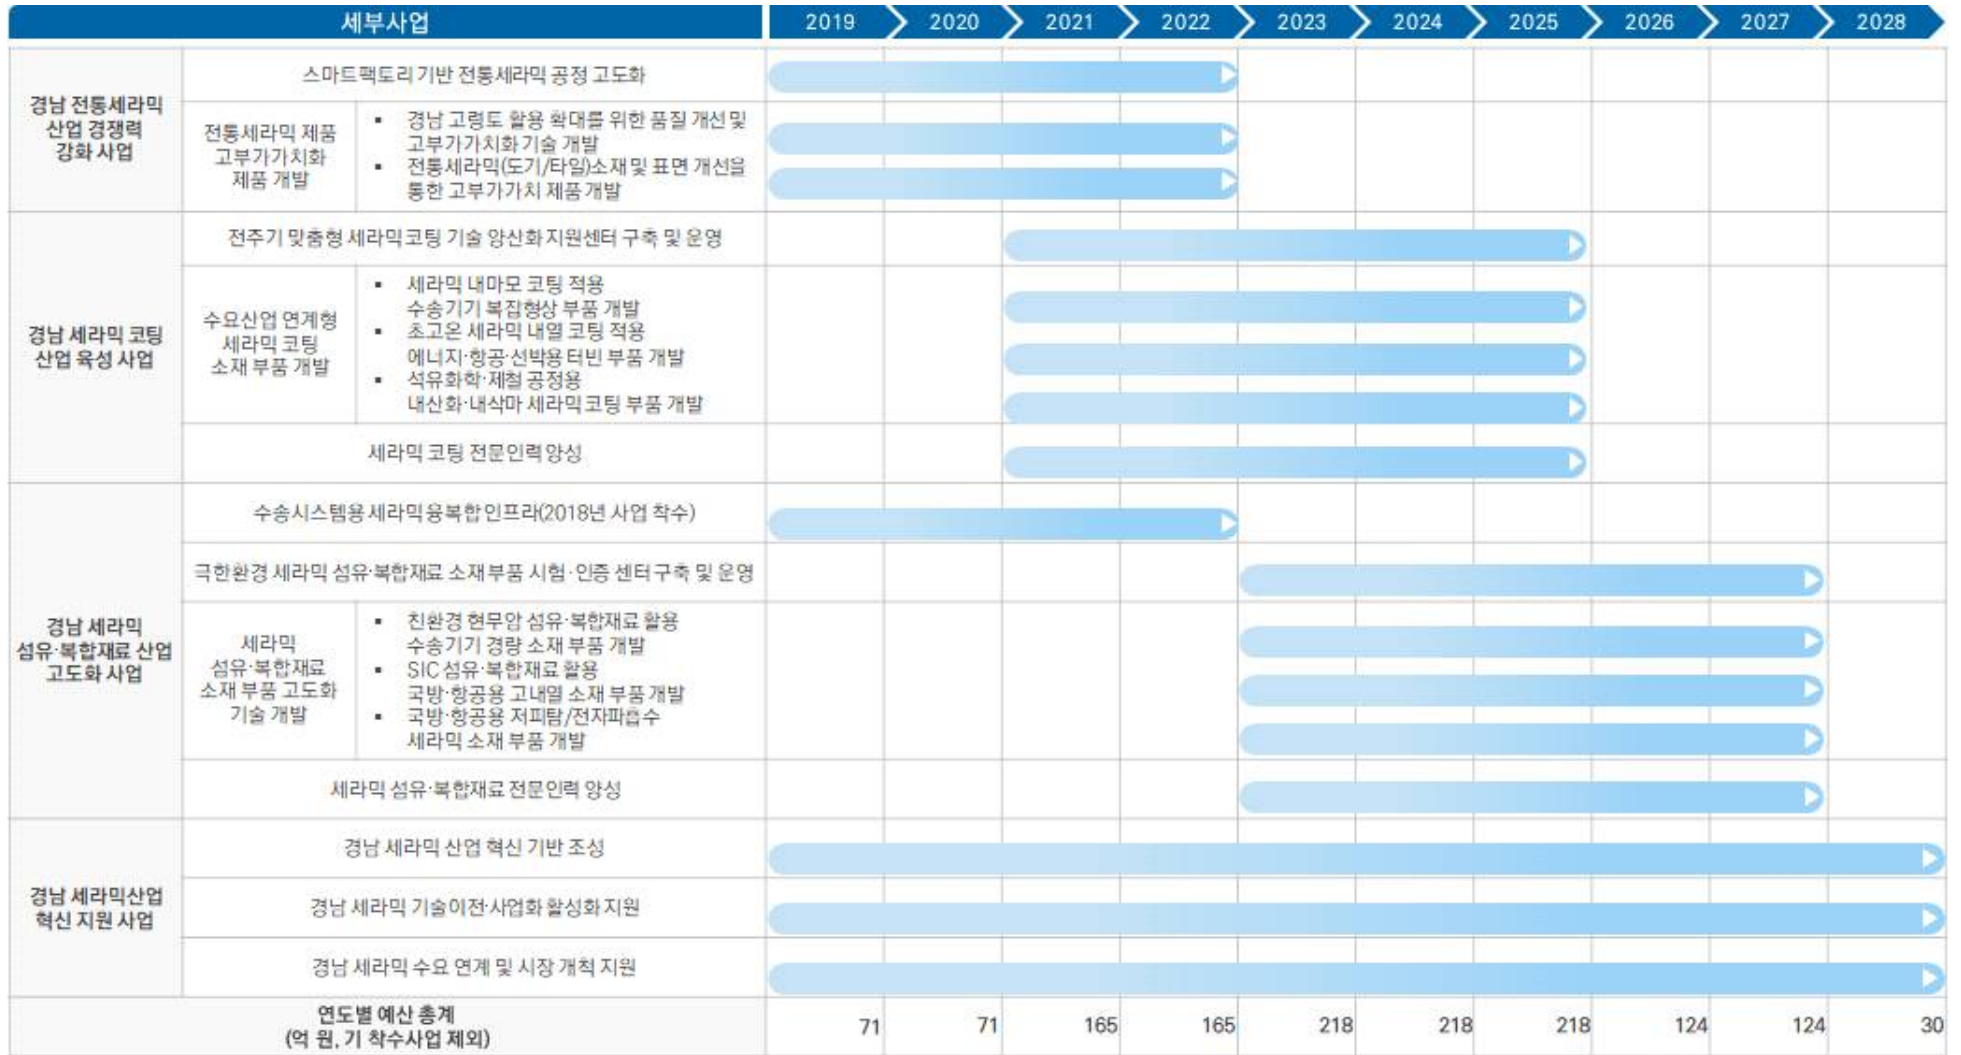 세부사업
2019
2020
2021
2022
2023
2024
2025
2026
2027
2028
경남 전통세라믹
산업 경쟁력
강화 사업
스마트팩토리 기반 전통세라믹 공정 고도화
전통세라믹 제품
고부가가치화
제품 개발
▪ 경남 고령토 활용 확대를 위한 품질 개선 및
고부가가치화 기술 개발
▪ 전통세라믹(도기/타일)소재 및 표면 개선을
통한 고부가가치 제품 개발
경남 세라믹 코팅
산업 육성 사업
전주기 맞춤형 세라믹코팅 기술 양산화 지원센터 구축 및 운영
수요산업 연계형
세라믹 코팅
소재 부품 개발
▪ 세라믹 내마모 코팅 적용
수송기기 복잡형상 부품 개발
▪ 초고온 세라믹 내열 코팅 적용
에너지·항공·선박용 터빈 부품 개발
▪ 석유화학·제철 공정용
내산화·내삭마 세라믹코팅 부품 개발
세라믹 코팅 전문인력 양성
경남 세라믹
섬유·복합재료 산업
고도화 사업
수송시스템용 세라믹융복합 인프라(2018년 사업 착수)
극한환경 세라믹 섬유·복합재료 소재 부품 시험·인증 센터 구축 및 운영
세라믹
섬유·복합재료
소재 부품 고도화
기술 개발
▪ 친환경 현무암 섬유·복합재료 활용
수송기기 경량 소재 부품 개발
▪ SIC 섬유·복합재료 활용
국방·항공용 고내열 소재 부품 개발
▪ 국방·항공용 저피탐/전자파흡수
세라믹 소재 부품 개발
세라믹 섬유·복합재료 전문인력 양성
경남 세라믹산업
혁신 지원 사업
경남 세라믹 산업 혁신 기반 조성
경남 세라믹 기술이전·사업화 활성화 지원
경남 세라믹 수요 연계 및 시장 개척 지원
연도별 예산 총계
(억 원, 기 착수사업 제외)
71
71
165
165
218
218
218
124
124
30